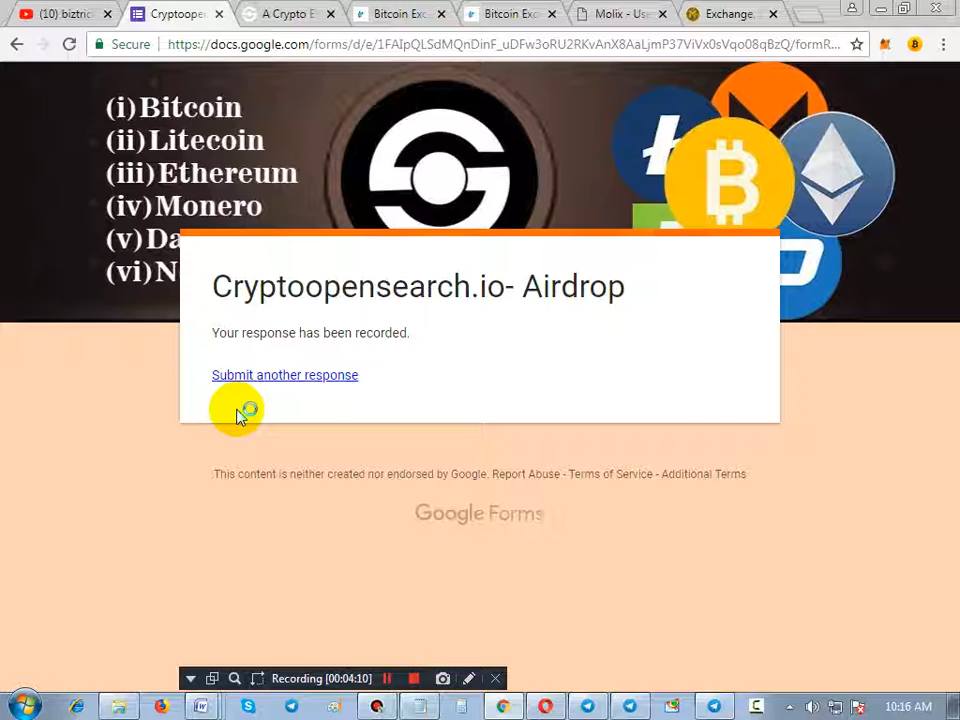 (10) biztric
Cryptoope
A Crypto E
Bitcoin Exc
Bitcoin Exc
Molix - Use
Exchange
Secure
https://docs.google.com/forms/d/e/1FAIpQLSdMQnDinF_uDFw3oRU2RKvAnX8AaLjmP37ViVx0sVqo08qBzQ/formR...
(i)Bitcoin
(ii)Litecoin
(iii)Ethereum
(iv)Monero
(v)Da
(vi)N
Cryptoopensearch.io- Airdrop
Your response has been recorded.
Submit another response
This content is neither created nor endorsed by Google. Report Abuse - Terms of Service - Additional Terms
Google Forms
Recording [00:04:10]
10:16 AM